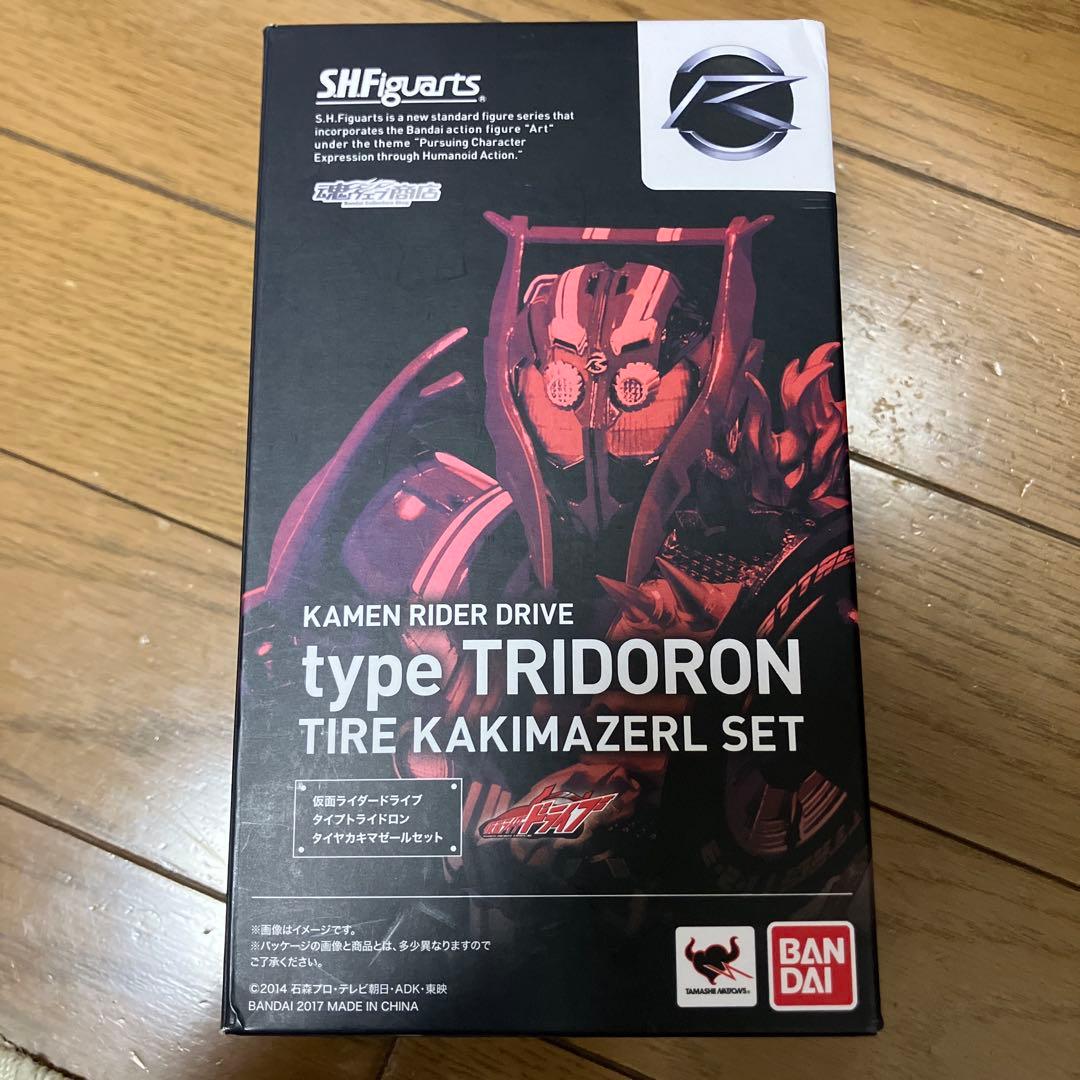 S.H.Figuarts®
S.H.Figuarts is a new standard figure series that
incorporates the Bandai action figure "Art"
under the theme "Pursuing Character
Expression through Humanoid Action."
魂ウェブ商店
Bandai Collectors Shop
KAMEN RIDER DRIVE
type TRIDORON
TIRE KAKIMAZERL SET
仮面ライダードライブ
タイプトライドロン
タイヤカキマゼールセット
仮面ライダードライブ
※画像はイメージです。
※パッケージの画像と商品とは、多少異なりますので
ご了承ください。
©2014 石森プロ・テレビ朝日・ADK・東映
BANDAI 2017 MADE IN CHINA
TAMASHII NATIONS®
BAN
DAI